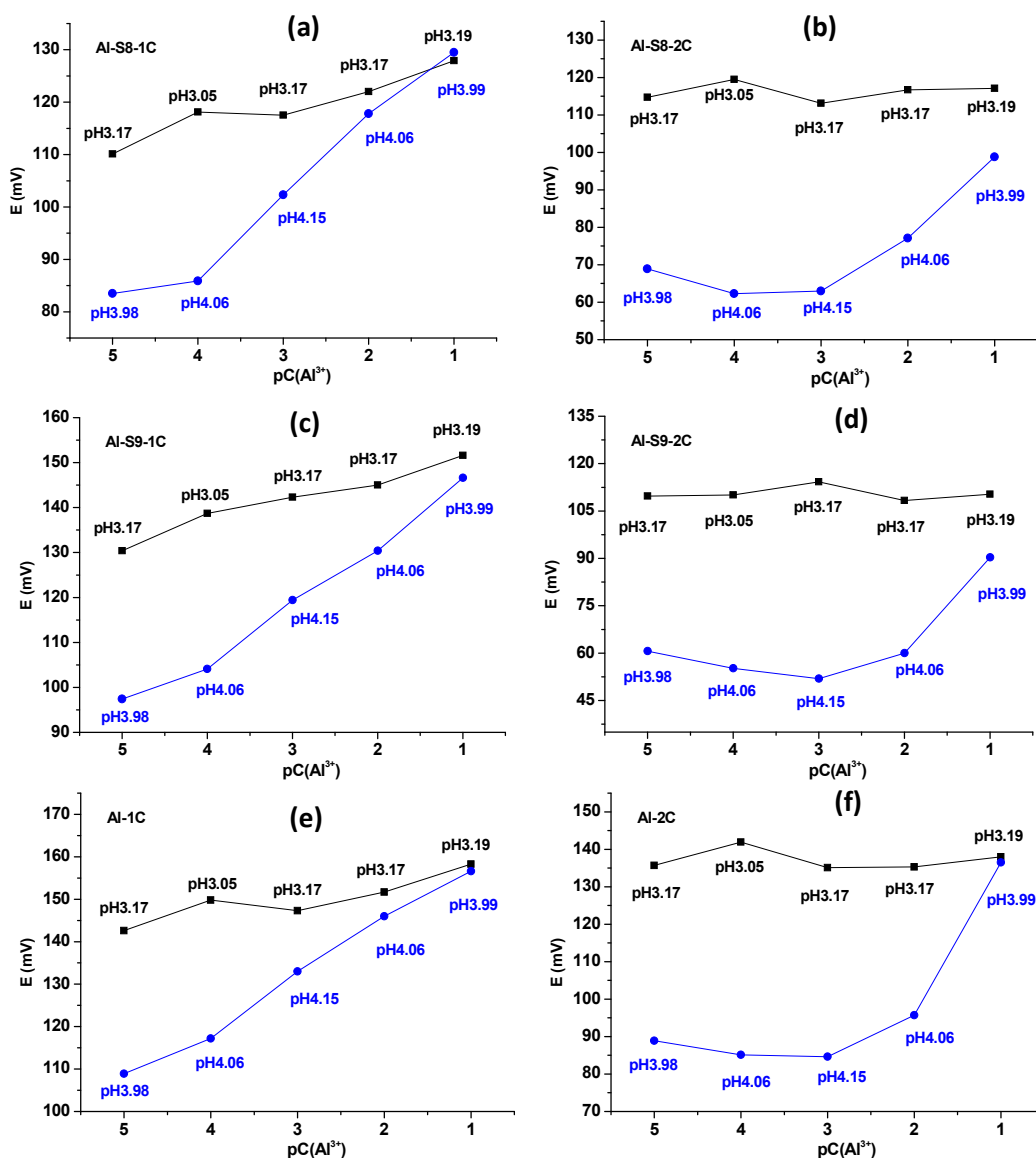 (a)
Al-S8-1C
130
120
110
100
90
80
E (mV)
pH3.17
pH3.05
pH3.17
pH3.17
pH3.19
pH3.98
pH4.06
pH4.15
pH4.06
pH3.99
5 4 3 2 1
pC(Al³⁺)
(b)
Al-S8-2C
130
120
110
100
90
80
70
60
50
E (mV)
pH3.17
pH3.05
pH3.17
pH3.17
pH3.19
pH3.98
pH4.06
pH4.15
pH4.06
pH3.99
5 4 3 2 1
pC(Al³⁺)
(c)
Al-S9-1C
160
150
140
130
120
110
100
90
E (mV)
pH3.17
pH3.05
pH3.17
pH3.17
pH3.19
pH3.98
pH4.06
pH4.15
pH4.06
pH3.99
5 4 3 2 1
pC(Al³⁺)
(d)
Al-S9-2C
135
120
105
90
75
60
45
E (mV)
pH3.17
pH3.05
pH3.17
pH3.17
pH3.19
pH3.98
pH4.06
pH4.15
pH4.06
pH3.99
5 4 3 2 1
pC(Al³⁺)
(e)
Al-1C
170
160
150
140
130
120
110
100
E (mV)
pH3.17
pH3.05
pH3.17
pH3.17
pH3.19
pH3.98
pH4.06
pH4.15
pH4.06
pH3.99
5 4 3 2 1
pC(Al³⁺)
(f)
Al-2C
150
140
130
120
110
100
90
80
70
E (mV)
pH3.17
pH3.05
pH3.17
pH3.17
pH3.19
pH3.98
pH4.06
pH4.15
pH4.06
pH3.99
5 4 3 2 1
pC(Al³⁺)